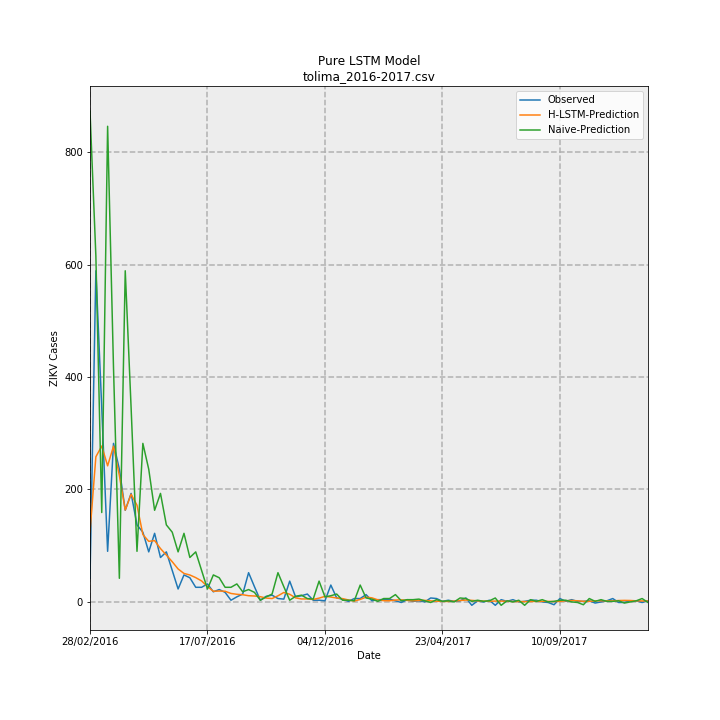 Pure LSTM Model
tolima_2016-2017.csv
Observed
H-LSTM-Prediction
Naive-Prediction
800
600
400
200
0
ZIKV Cases
28/02/2016
17/07/2016
04/12/2016
23/04/2017
10/09/2017
Date